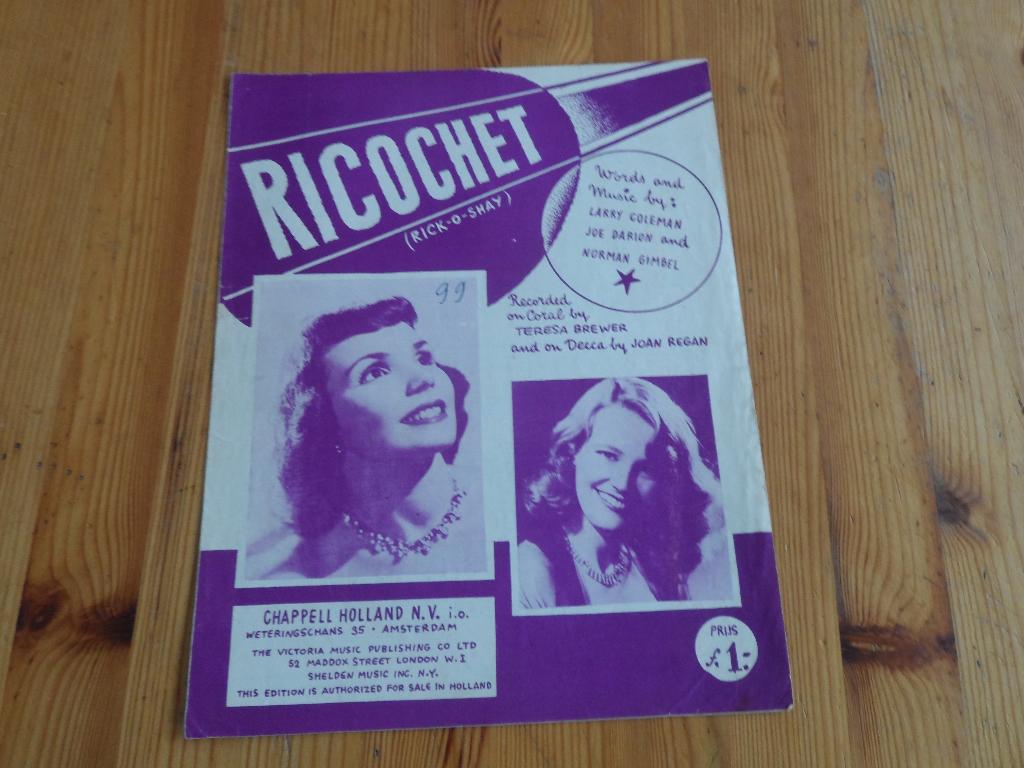 RICOCHET
(RICK-O-SHAY)
Words and
Music by:
LARRY COLEMAN
JOE DARION and
NORMAN GIMBEL
99
Recorded
on Coral by
TERESA BREWER
and on Decca by JOAN REGAN
CHAPPELL HOLLAND N.V. i.o.
WETERINGSCHANS 35 · AMSTERDAM
THE VICTORIA MUSIC PUBLISHING CO LTD
52 MADDOX STREET LONDON W.I
SHELDEN MUSIC INC. N.Y.
THIS EDITION IS AUTHORIZED FOR SALE IN HOLLAND
PRIJS
f. 1.-